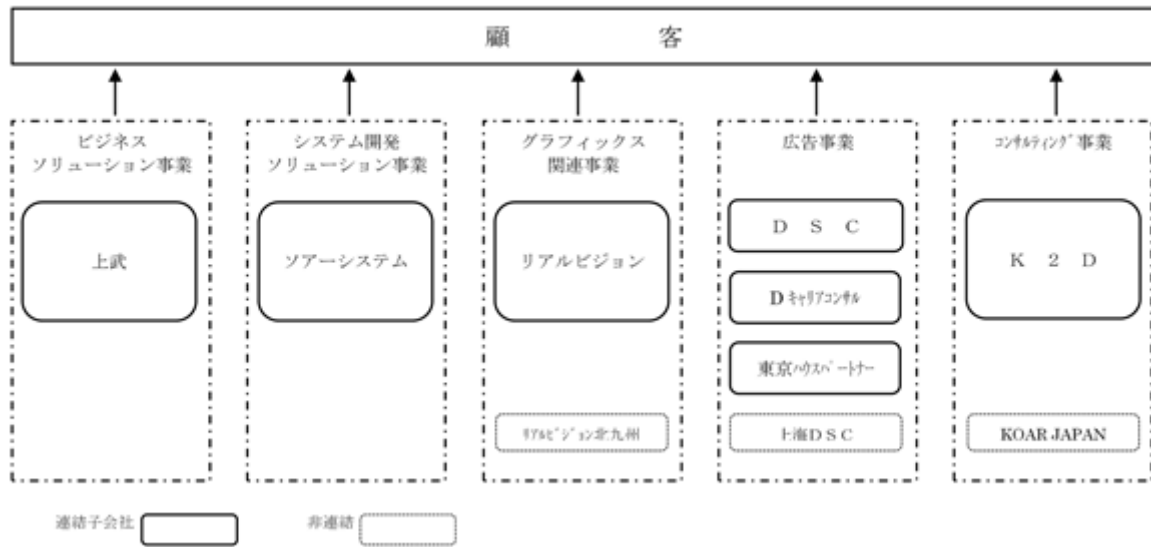 顧 客
ビジネス
ソリューション事業
システム開発
ソリューション事業
グラフィックス
関連事業
広告事業
ｺﾝｻﾙﾃｨﾝｸﾞ事業
上武
ソアーシステム
リアルビジョン
D S C
Dｷｬﾘｱｺﾝｻﾙ
東京ﾊｳｽﾊﾟｰﾄﾅｰ
K 2 D
ﾘｱﾙﾋﾞｼﾞｮﾝ北九州
上海DSC
KOAR JAPAN
連結子会社
非連結